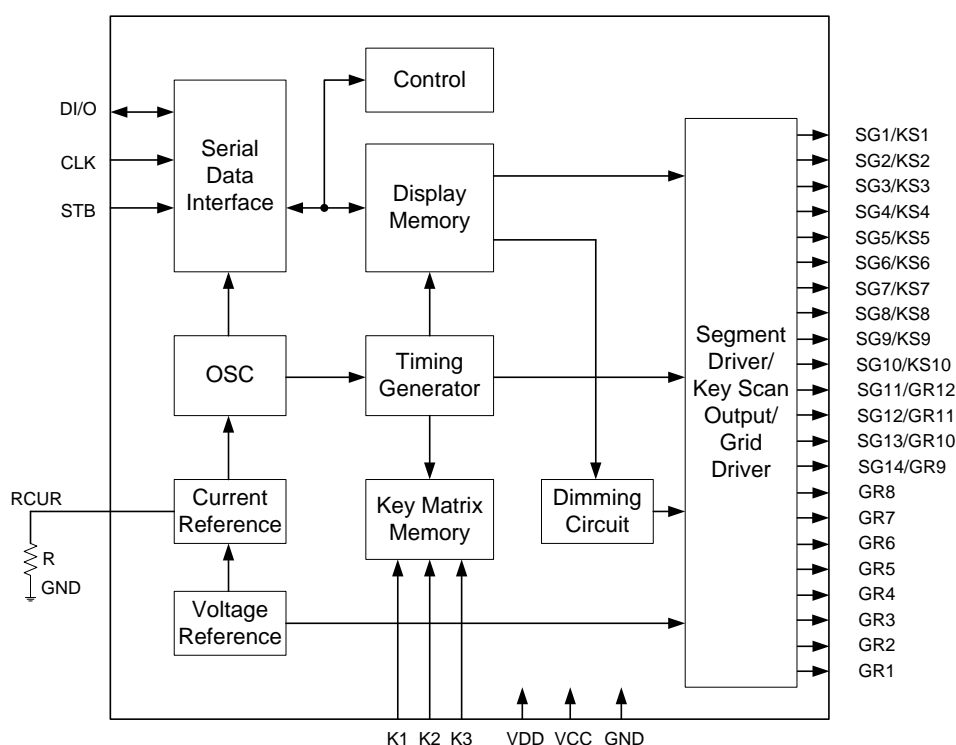 Control
DI/O
CLK
STB
Serial
Data
Interface
Display
Memory
OSC
Timing
Generator
RCUR
R
GND
Current
Reference
Key Matrix
Memory
Dimming
Circuit
Voltage
Reference
Segment
Driver/
Key Scan
Output/
Grid
Driver
SG1/KS1
SG2/KS2
SG3/KS3
SG4/KS4
SG5/KS5
SG6/KS6
SG7/KS7
SG8/KS8
SG9/KS9
SG10/KS10
SG11/GR12
SG12/GR11
SG13/GR10
SG14/GR9
GR8
GR7
GR6
GR5
GR4
GR3
GR2
GR1
K1 K2 K3 VDD VCC GND